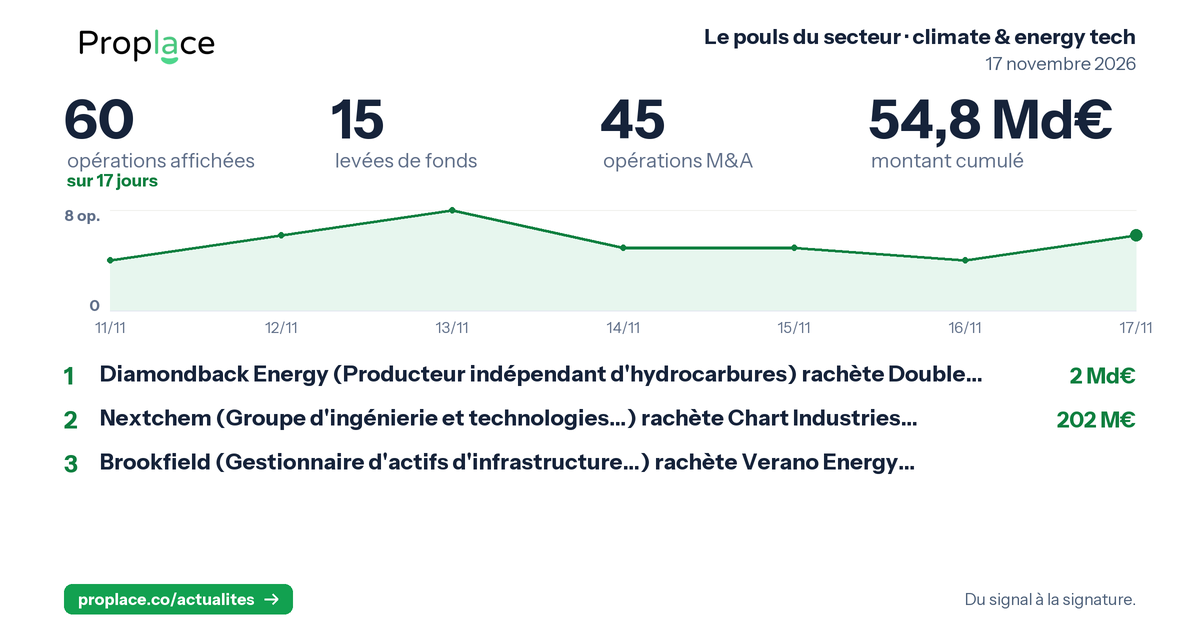 Proplace
Le pouls du secteur · climate & energy tech
17 novembre 2026
60
opérations affichées
sur 17 jours
15
levées de fonds
45
opérations M&A
54,8 Md€
montant cumulé
8 op.
0
11/11 12/11 13/11 14/11 15/11 16/11 17/11
1 Diamondback Energy (Producteur indépendant d'hydrocarbures) rachète Double... 2 Md€
2 Nextchem (Groupe d'ingénierie et technologies...) rachète Chart Industries... 202 M€
3 Brookfield (Gestionnaire d'actifs d'infrastructure...) rachète Verano Energy...
proplace.co/actualites →
Du signal à la signature.